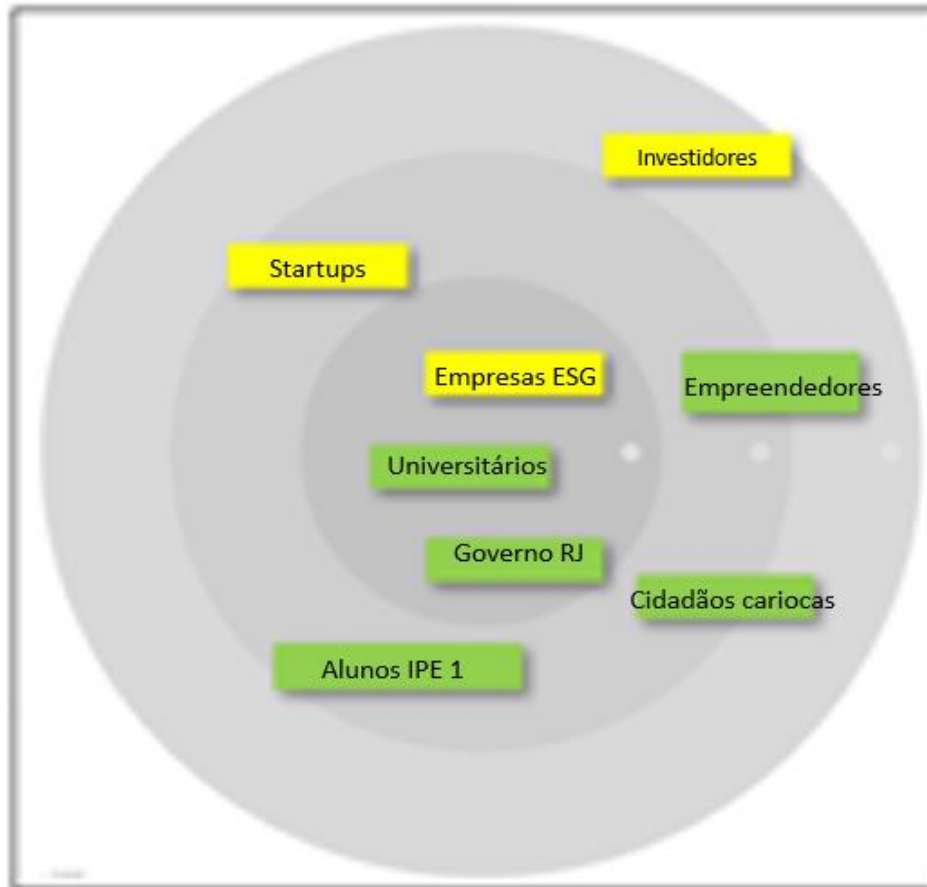 Investidores
Startups
Empresas ESG
Empreendedores
Universitários
Governo RJ
Cidadãos cariocas
Alunos IPE 1